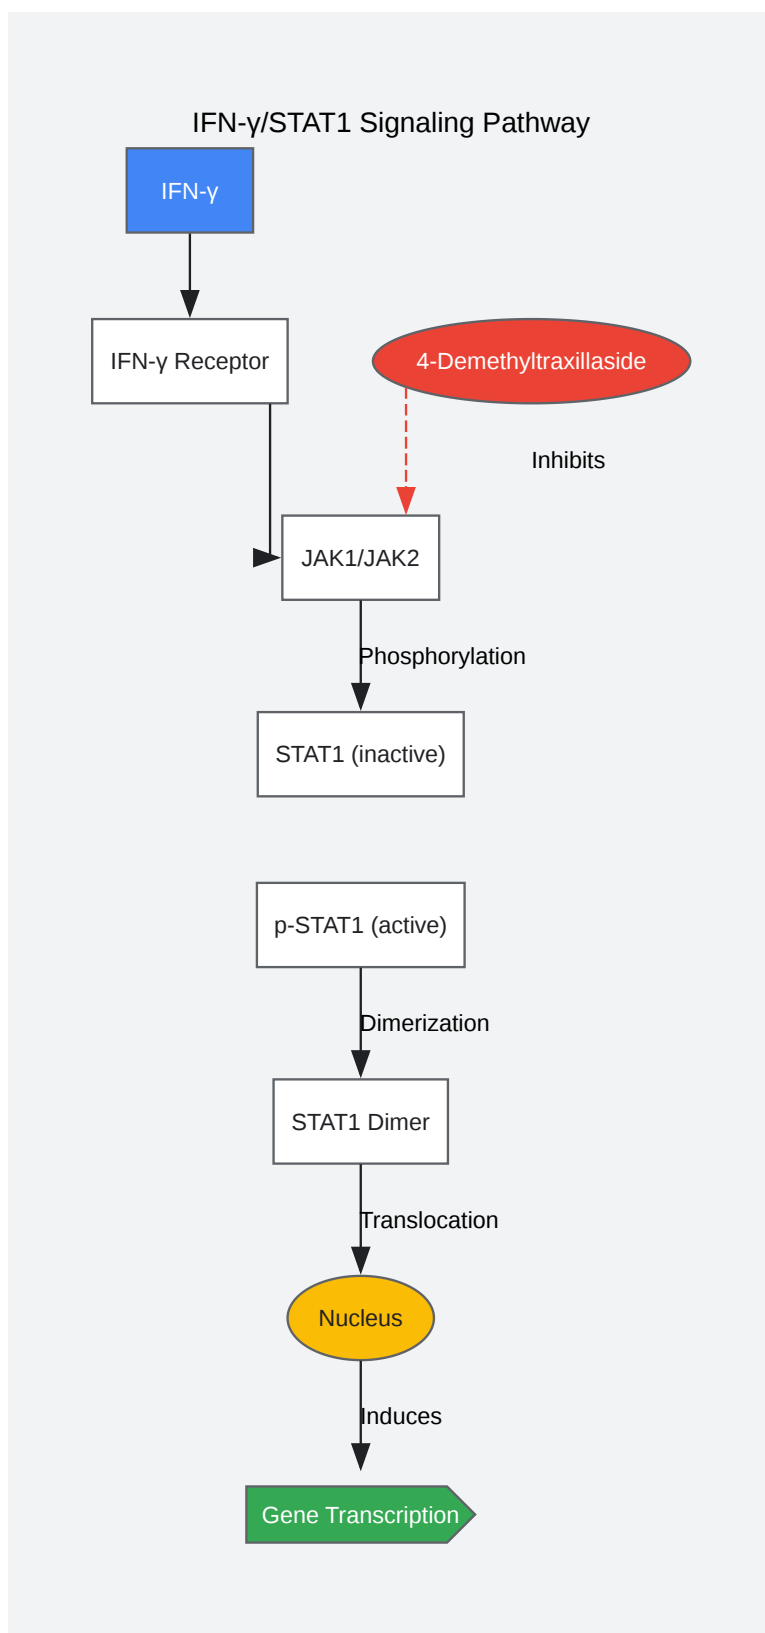 IFN-γ/STAT1 Signaling Pathway
IFN-γ
IFN-γ Receptor
4-Demethyltraxillaside
Inhibits
JAK1/JAK2
Phosphorylation
STAT1 (inactive)
p-STAT1 (active)
Dimerization
STAT1 Dimer
Translocation
Nucleus
Induces
Gene Transcription